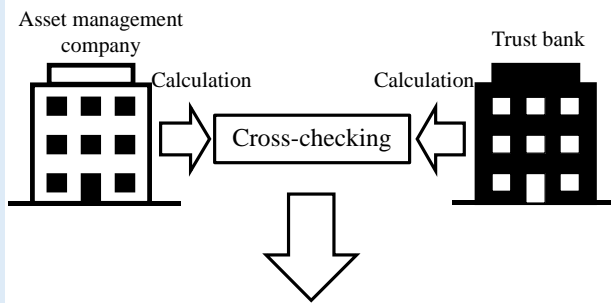 Asset management
company
Trust bank
Calculation
Calculation
Cross-checking